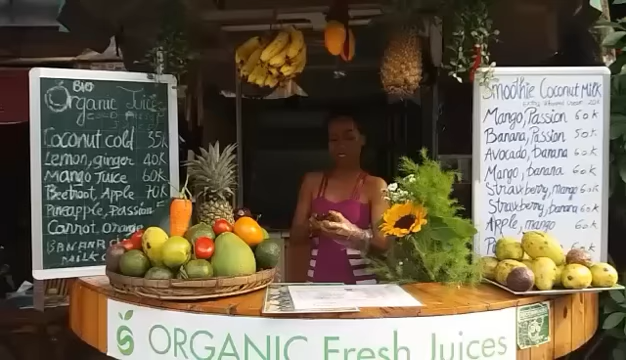 BIO
Organic Juice
Coconut cold 35K
Lemon, ginger 40K
Mango Juice 60K
Beetroot, Apple 70K
Pineapple, passion
Carrot, Orange
BANANA
MILK
Smoothie Coconut Milk
Mango, Passion 60K
Banana, Passion 50K
Avocado, banana 60K
Mango, banana 60K
Strawberry, mango 60K
Strawberry, banana 60K
Apple, mango 60K
ORGANIC Fresh Juices